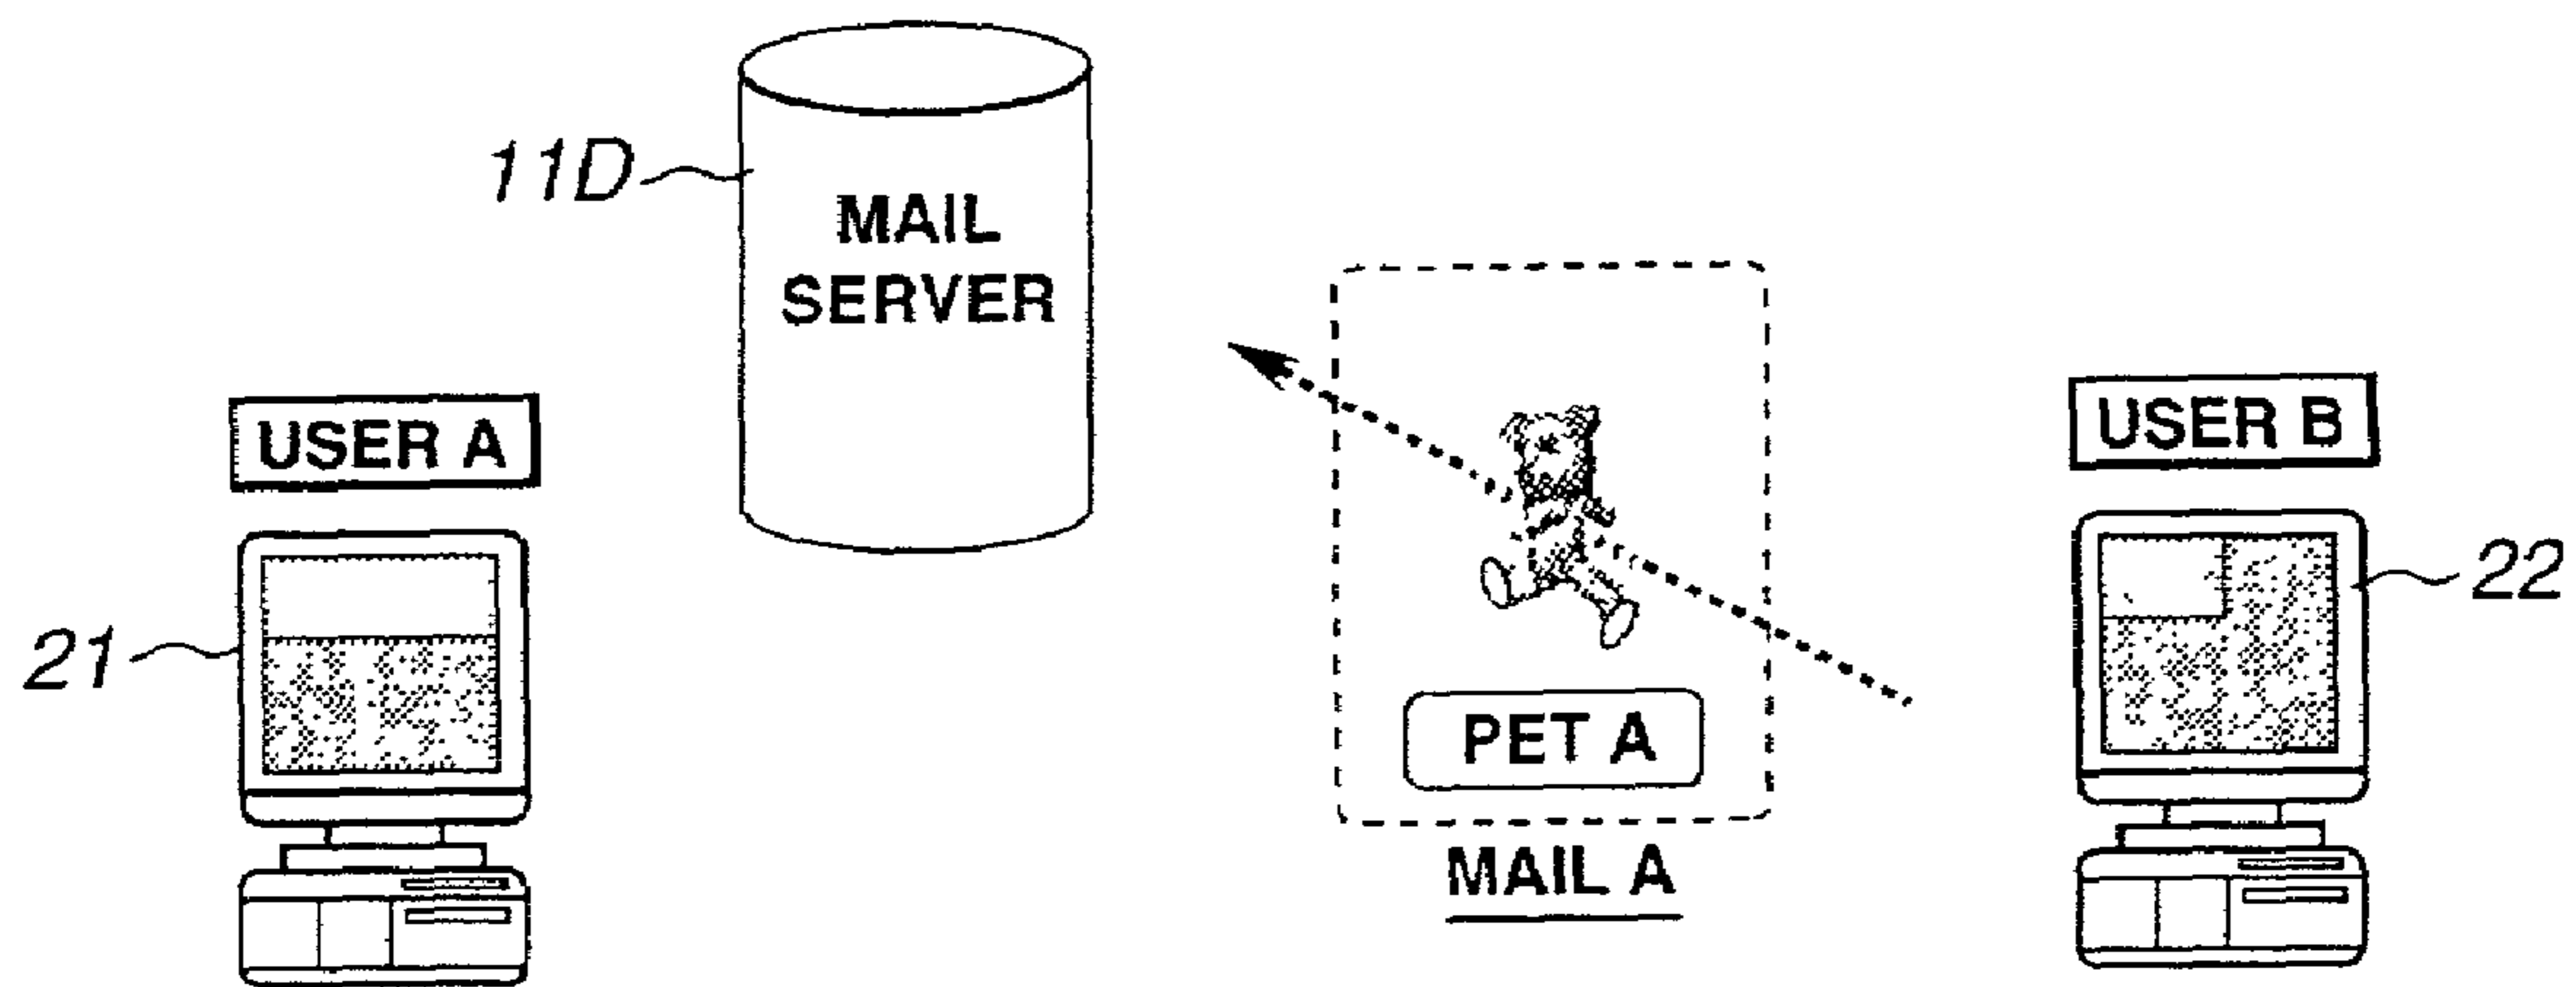 11D
MAIL
SERVER
USER A
USER B
21
22
PET A
MAIL A